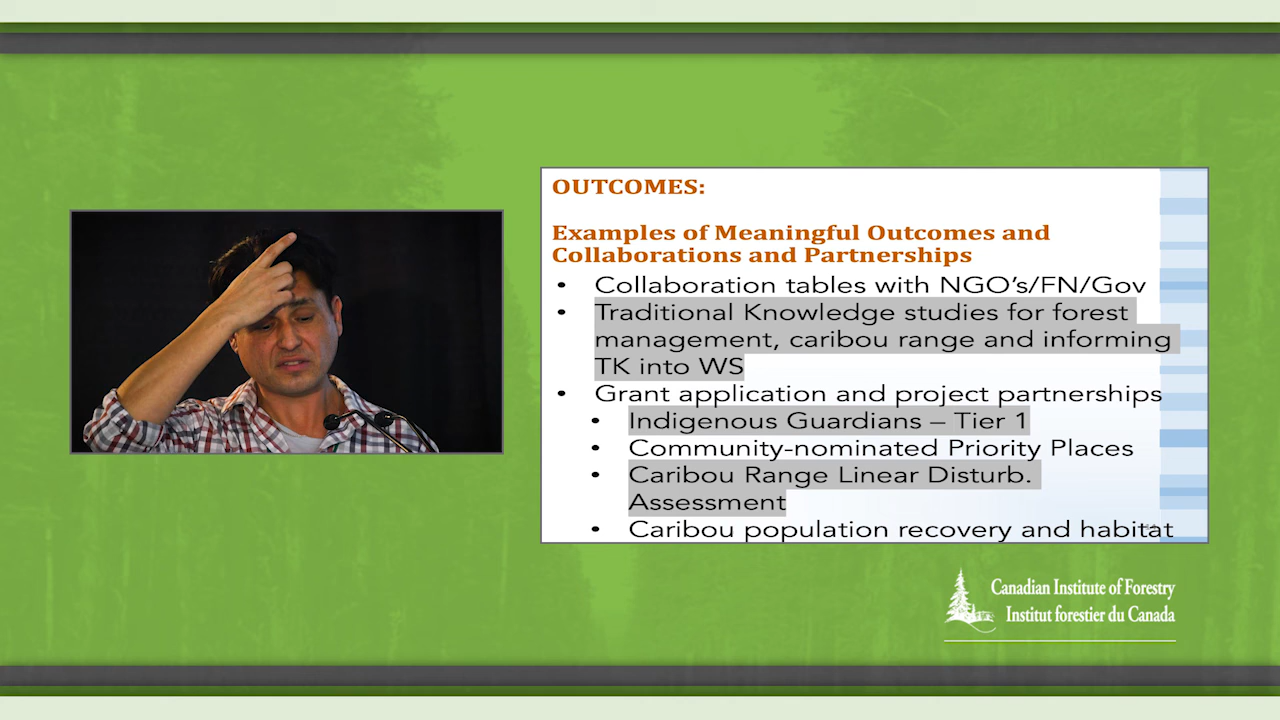 OUTCOMES:
Examples of Meaningful Outcomes and
Collaborations and Partnerships
• Collaboration tables with NGO's/FN/Gov
• Traditional Knowledge studies for forest
management, caribou range and informing
TK into WS
• Grant application and project partnerships
• Indigenous Guardians – Tier 1
• Community-nominated Priority Places
• Caribou Range Linear Disturb.
Assessment
• Caribou population recovery and habitat
Canadian Institute of Forestry
Institut forestier du Canada